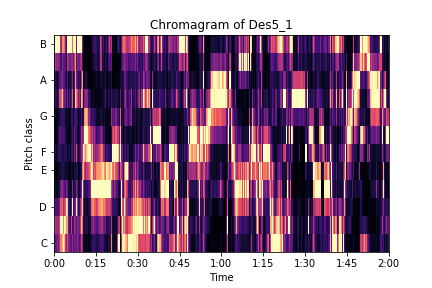 Chromagram of Des5_1
B
A
G
F
E
D
C
Pitch class
0:00 0:15 0:30 0:45 1:00 1:15 1:30 1:45 2:00
Time